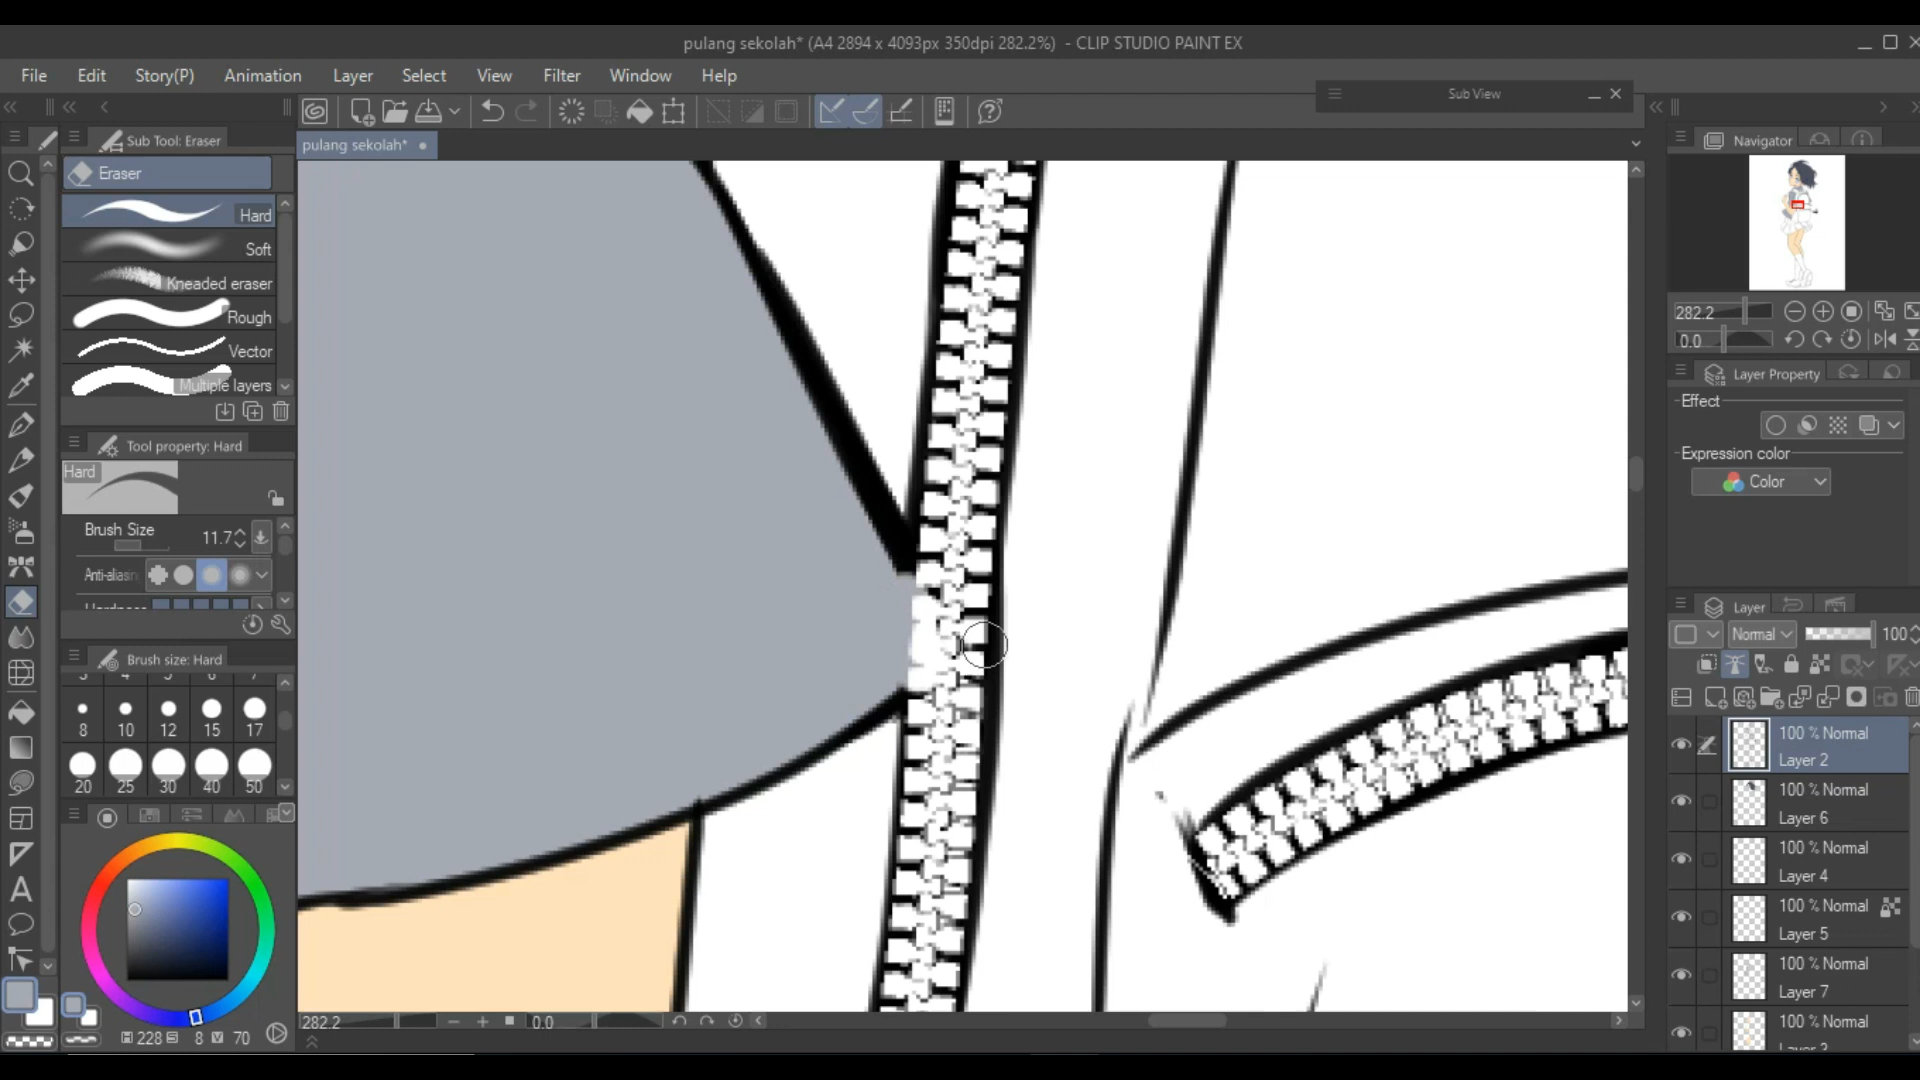 pulang sekolah* (A4 2894 x 4093px 350dpi 282.2%) - CLIP STUDIO PAINT EX
File Edit Story(P) Animation Layer Select View Filter Window Help
Sub View
Sub Tool: Eraser
pulang sekolah*
Navigator
Eraser
Hard
Soft
Kneaded eraser
Rough
Vector
Multiple layers
282.2
0.0
Layer Property
Effect
Expression color
Color
Tool property: Hard
Hard
Brush Size 11.7
Anti-aliasin
Brush size: Hard
8 10 12 15 17
20 25 30 40 50
Layer
Normal 100
100 % Normal
Layer 2
100 % Normal
Layer 6
100 % Normal
Layer 4
100 % Normal
Layer 5
100 % Normal
Layer 7
100 % Normal
282.2 0.0
H 228 S 8 V 70